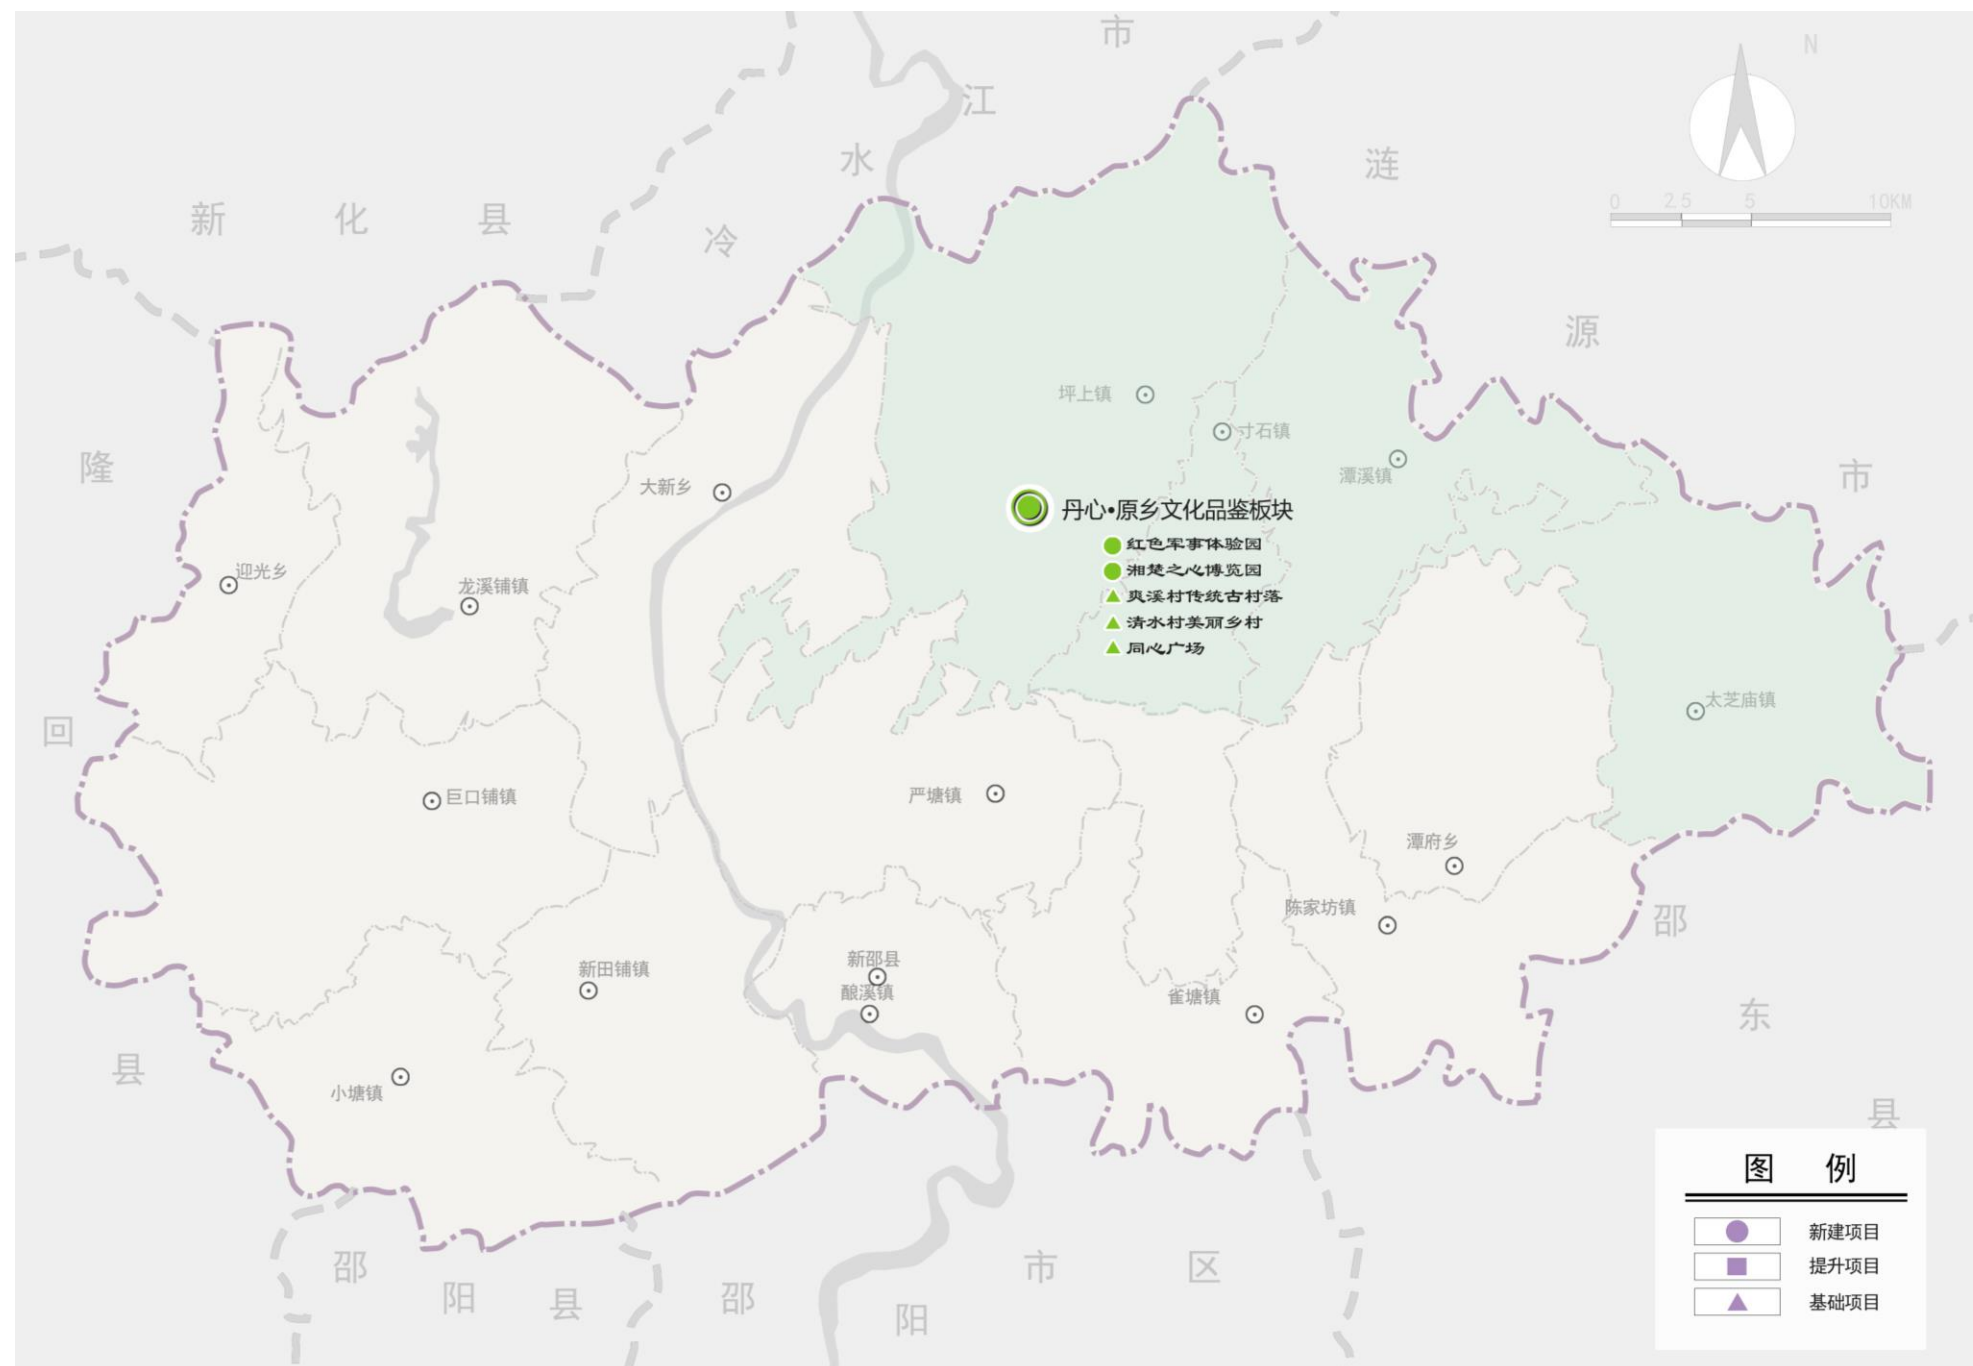 市
N
江
水
涟
0 2.5 5 10KM
新化县
冷
源
坪上镇
寸石镇
隆
潭溪镇
市
大新乡
丹心•原乡文化品鉴板块
红色军事体验园
湘楚之心博览园
迎光乡
龙溪铺镇
爽溪村传统古村落
清水村美丽乡村
同心广场
太芝庙镇
回
巨口铺镇
严塘镇
潭府乡
陈家坊镇
邵
新邵县
新田铺镇
酿溪镇
雀塘镇
东
县
小塘镇
县
图 例
新建项目
提升项目
基础项目
邵阳县
邵阳市区